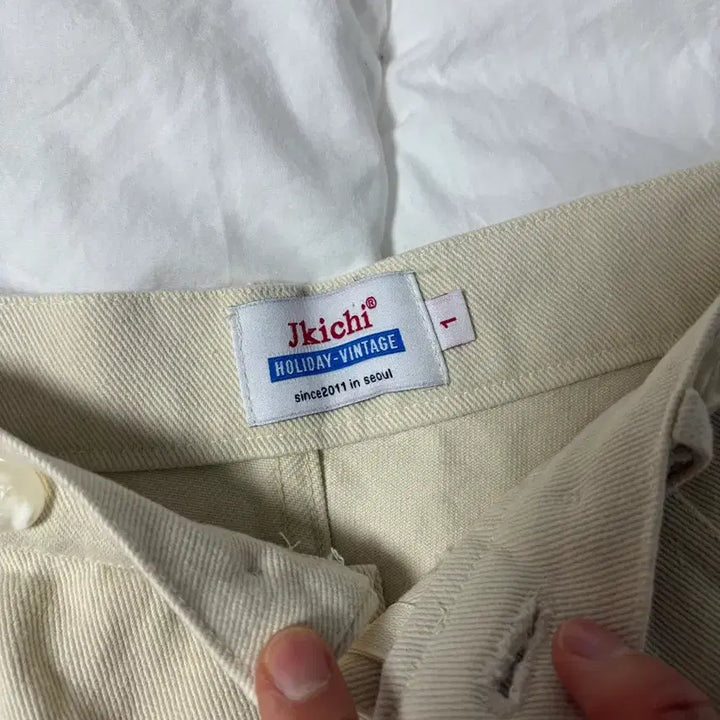 Jkichi®
HOLIDAY-VINTAGE
since2011 in seoul
1